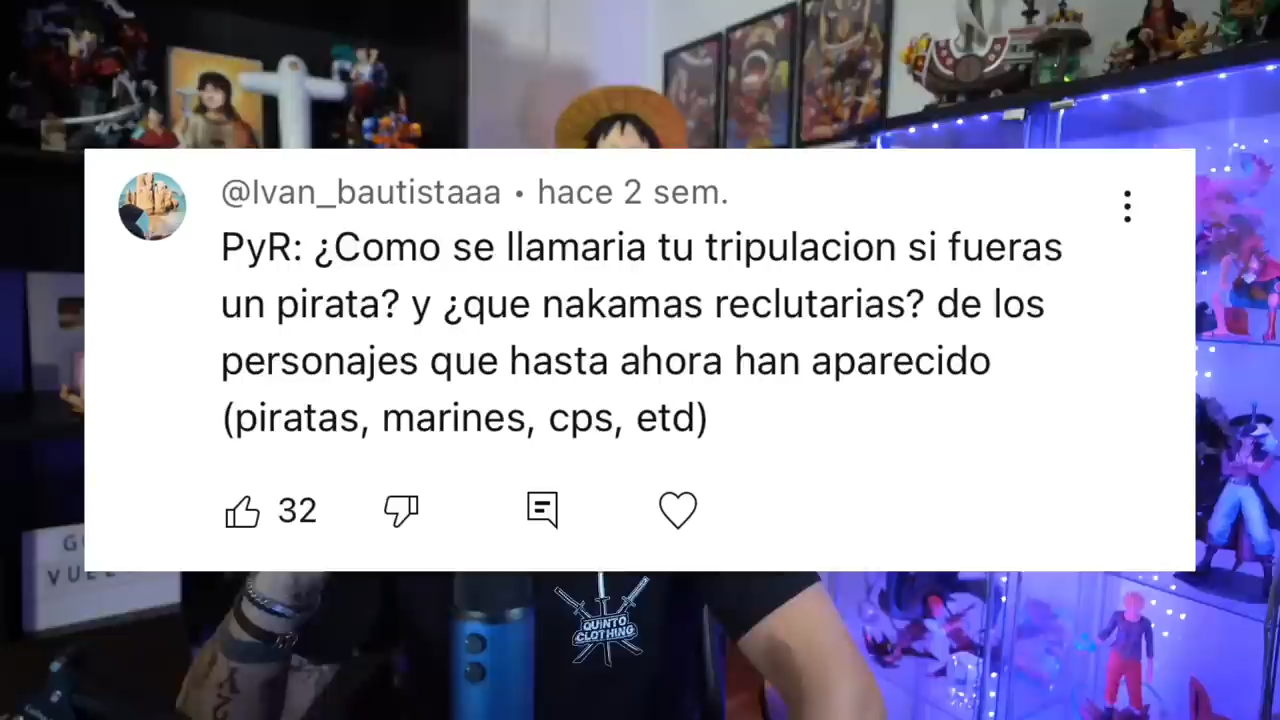 @Ivan_bautistaaa • hace 2 sem.
PyR: ¿Como se llamaria tu tripulacion si fueras
un pirata? y ¿que nakamas reclutarias? de los
personajes que hasta ahora han aparecido
(piratas, marines, cps, etd)
32
QUINTO
CLOTHING